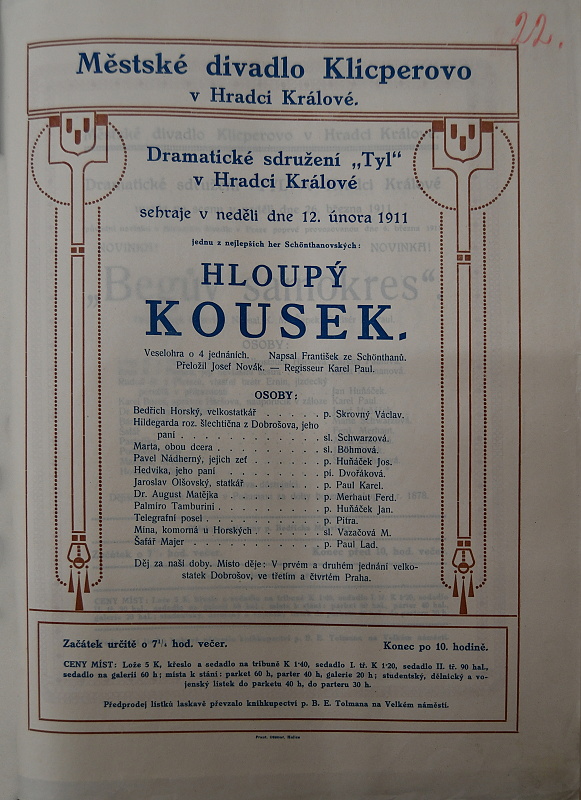 22.
Městské divadlo Klicperovo
v Hradci Králové.
Dramatické sdružení „Tyl“
v Hradci Králové
sehraje v neděli dne 12. února 1911
jednu z nejlepších her Schönthanovských:
HLOUPÝ
KOUSEK.
Veselohra o 4 jednáních. Napsal František ze Schönthanů.
Přeložil Josef Novák. — Regisseur Karel Paul.
OSOBY:
Bedřich Horský, velkostatkář . . . . . p. Skrovný Václav.
Hildegarda roz. šlechtična z Dobrošova, jeho
paní . . . . . . . . . . . sl. Schwarzová.
Marta, obou dcera . . . . . . . . sl. Böhmová.
Pavel Nádherný, jejich zeť . . . . . . p. Huňáček Jos.
Hedvika, jeho paní . . . . . . . . pí. Dvořáková.
Jaroslav Olšovský, statkář . . . . . . p. Paul Karel.
Dr. August Matějka . . . . . . . . p. Merhaut Ferd.
Palmiro Tamburini . . . . . . . . p. Huňáček Jan.
Telegrafní posel . . . . . . . . . p. Pitra.
Mina, komorná u Horských . . . . . . sl. Vazačová M.
Šafář Majer . . . . . . . . . . p. Paul Lad.
Děj za naší doby. Místo děje: V prvém a druhém jednání velko-
statek Dobrošov, ve třetím a čtvrtém Praha.
Začátek určitě o 7½ hod. večer. Konec po 10. hodině.
CENY MÍST: Lože 5 K, křeslo a sedadlo na tribuně K 1·40, sedadlo I. tř. K 1·20, sedadlo II. tř. 90 hal.,
sedadlo na galerii 60 h; místa k stání: parket 60 h, parter 40 h, galerie 20 h; studentský, dělnický a vo-
jenský lístek do parketu 40 h, do parteru 30 h.
Předprodej lístků laskavě převzalo knihkupectví p. B. E. Tolmana na Velkém náměstí.